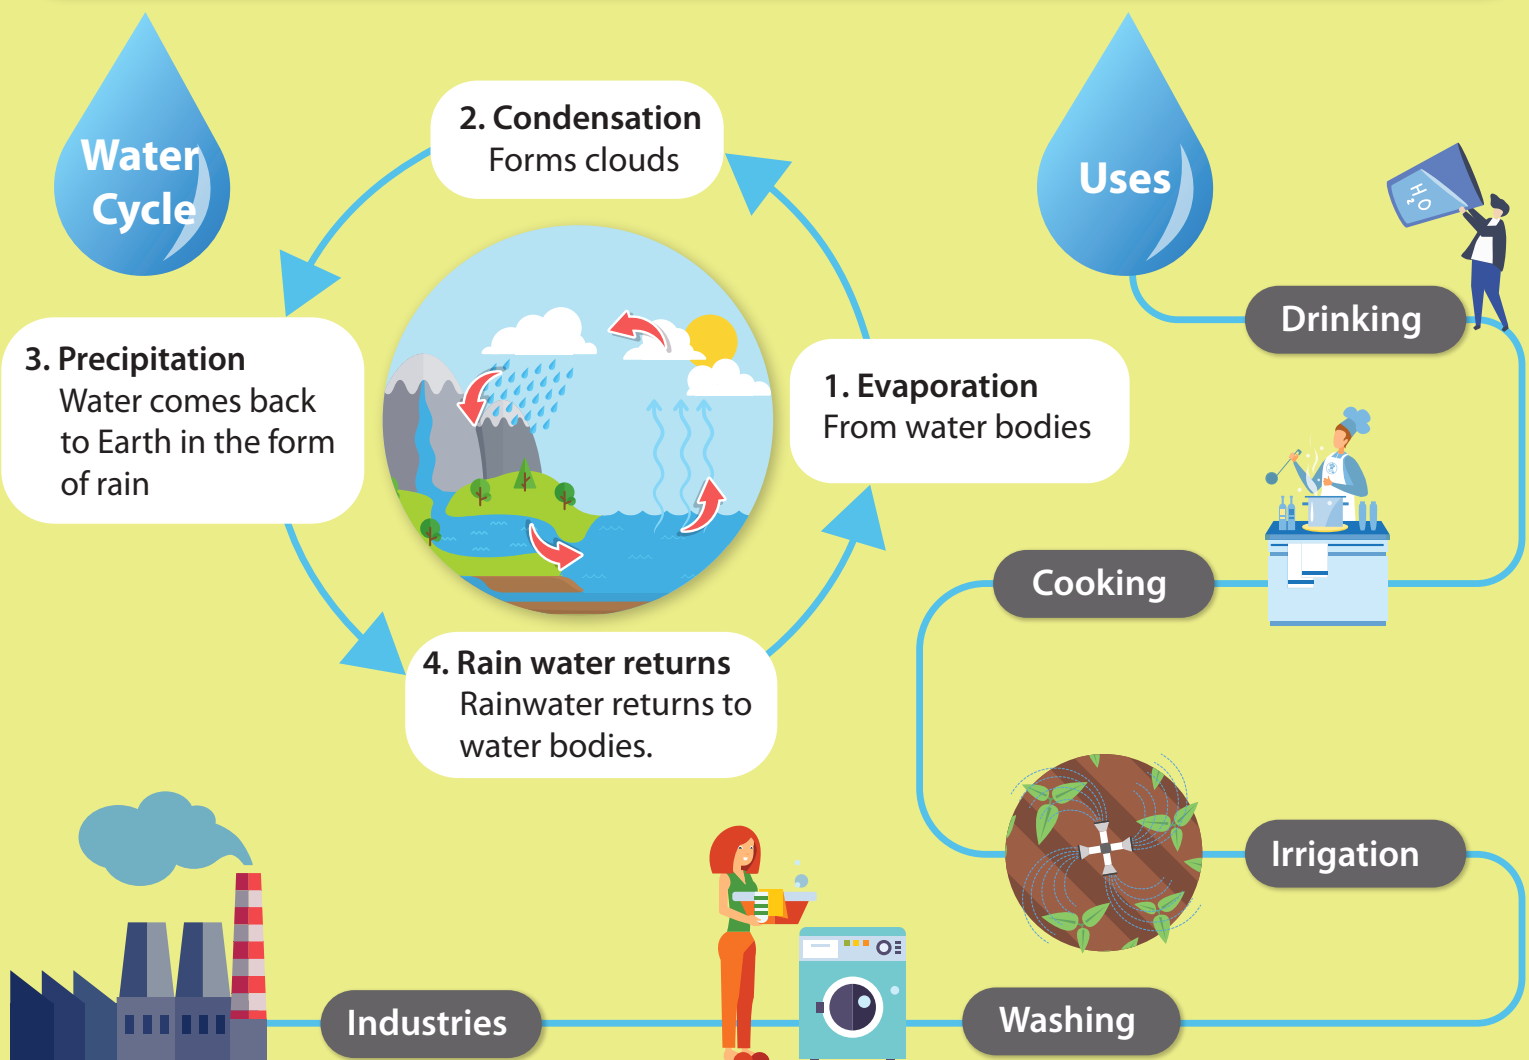 Water
Cycle
2. Condensation
Forms clouds
3. Precipitation
Water comes back
to Earth in the form
of rain
1. Evaporation
From water bodies
4. Rain water returns
Rainwater returns to
water bodies.
Uses
H₂O
Drinking
Cooking
Irrigation
Washing
Industries